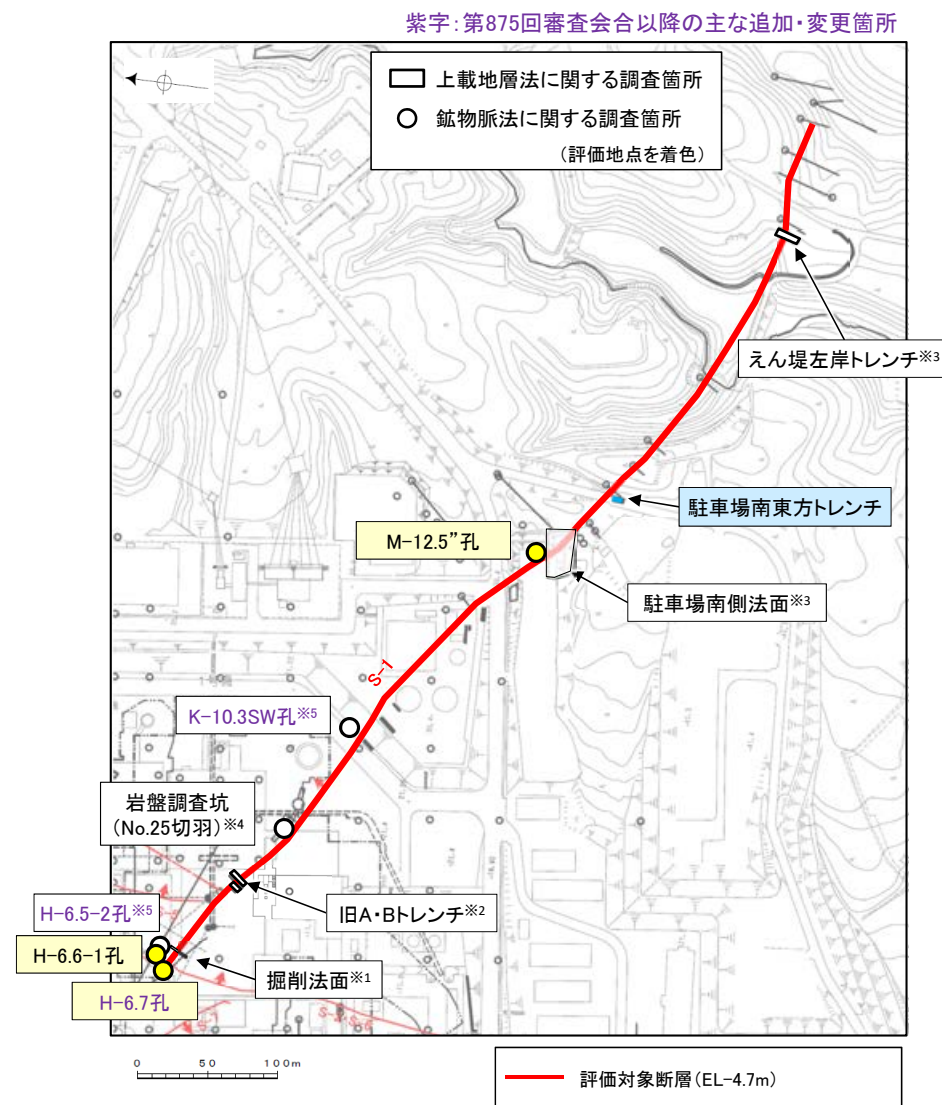 紫字：第875回審査会合以降の主な追加・変更箇所
上載地層法に関する調査箇所
鉱物脈法に関する調査箇所
（評価地点を着色）
えん堤左岸トレンチ※3
駐車場南東方トレンチ
M-12.5”孔
駐車場南側法面※3
S-1
K-10.3SW孔※5
岩盤調査坑
（No.25切羽）※4
H-6.5-2孔※5
旧A・Bトレンチ※2
H-6.6-1孔
掘削法面※1
H-6.7孔
S-2・S-6
0 50 100m
評価対象断層（EL-4.7m）